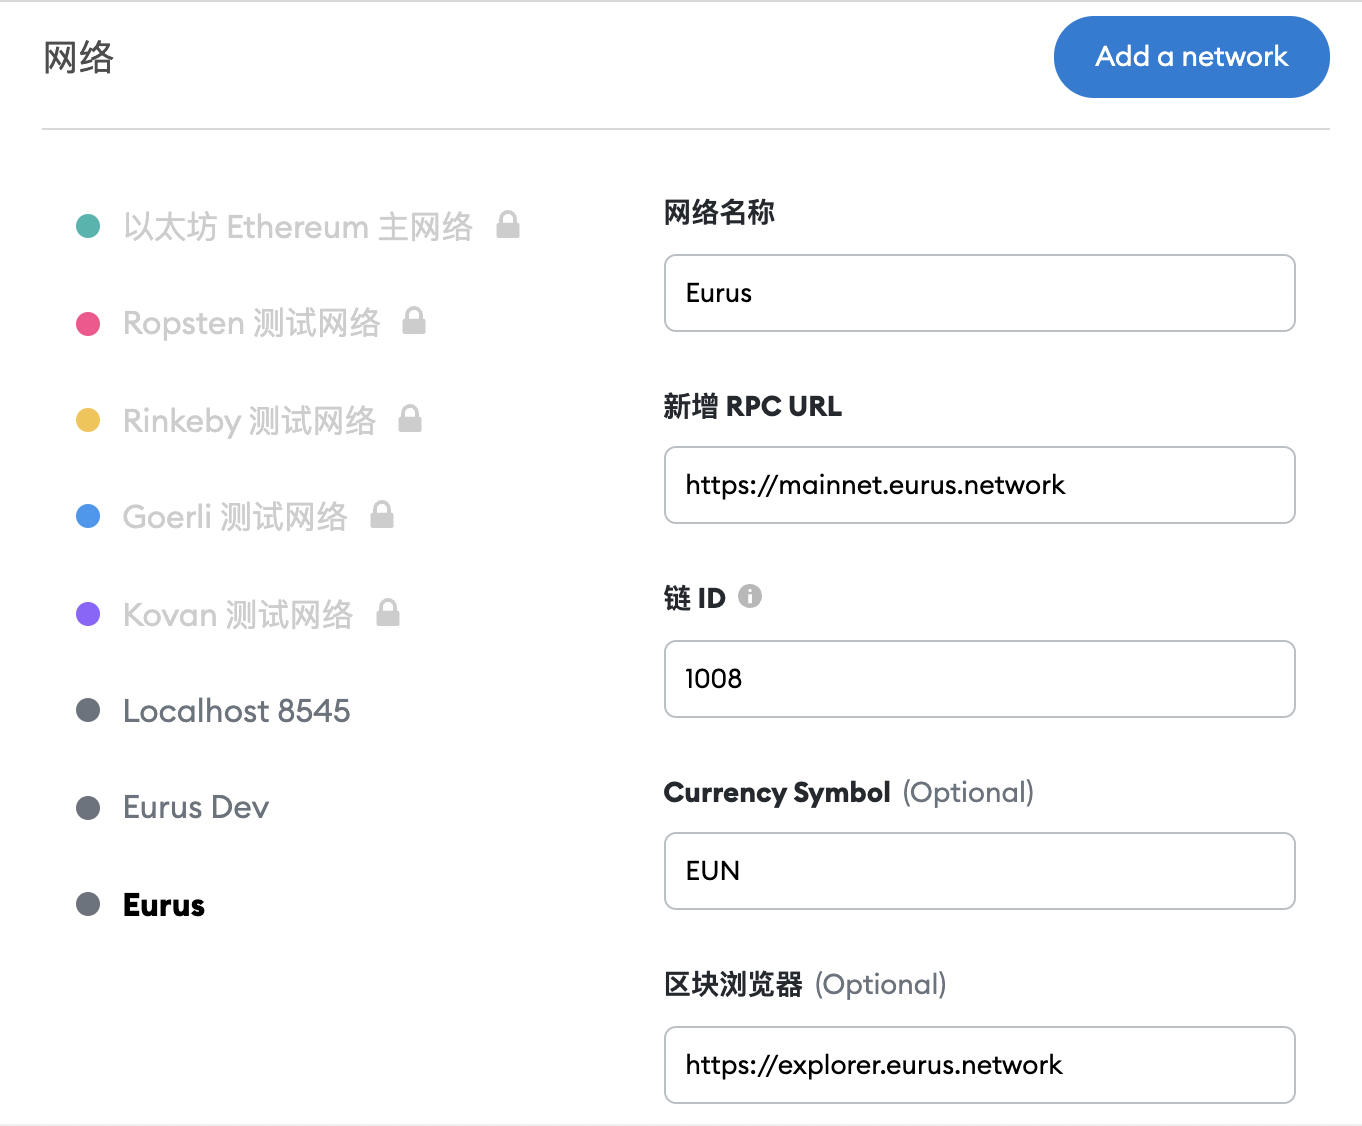 网络
Add a network
以太坊 Ethereum 主网络
Ropsten 测试网络
Rinkeby 测试网络
Goerli 测试网络
Kovan 测试网络
Localhost 8545
Eurus Dev
Eurus
网络名称
Eurus
新增 RPC URL
https://mainnet.eurus.network
链 ID
1008
Currency Symbol (Optional)
EUN
区块浏览器 (Optional)
https://explorer.eurus.network